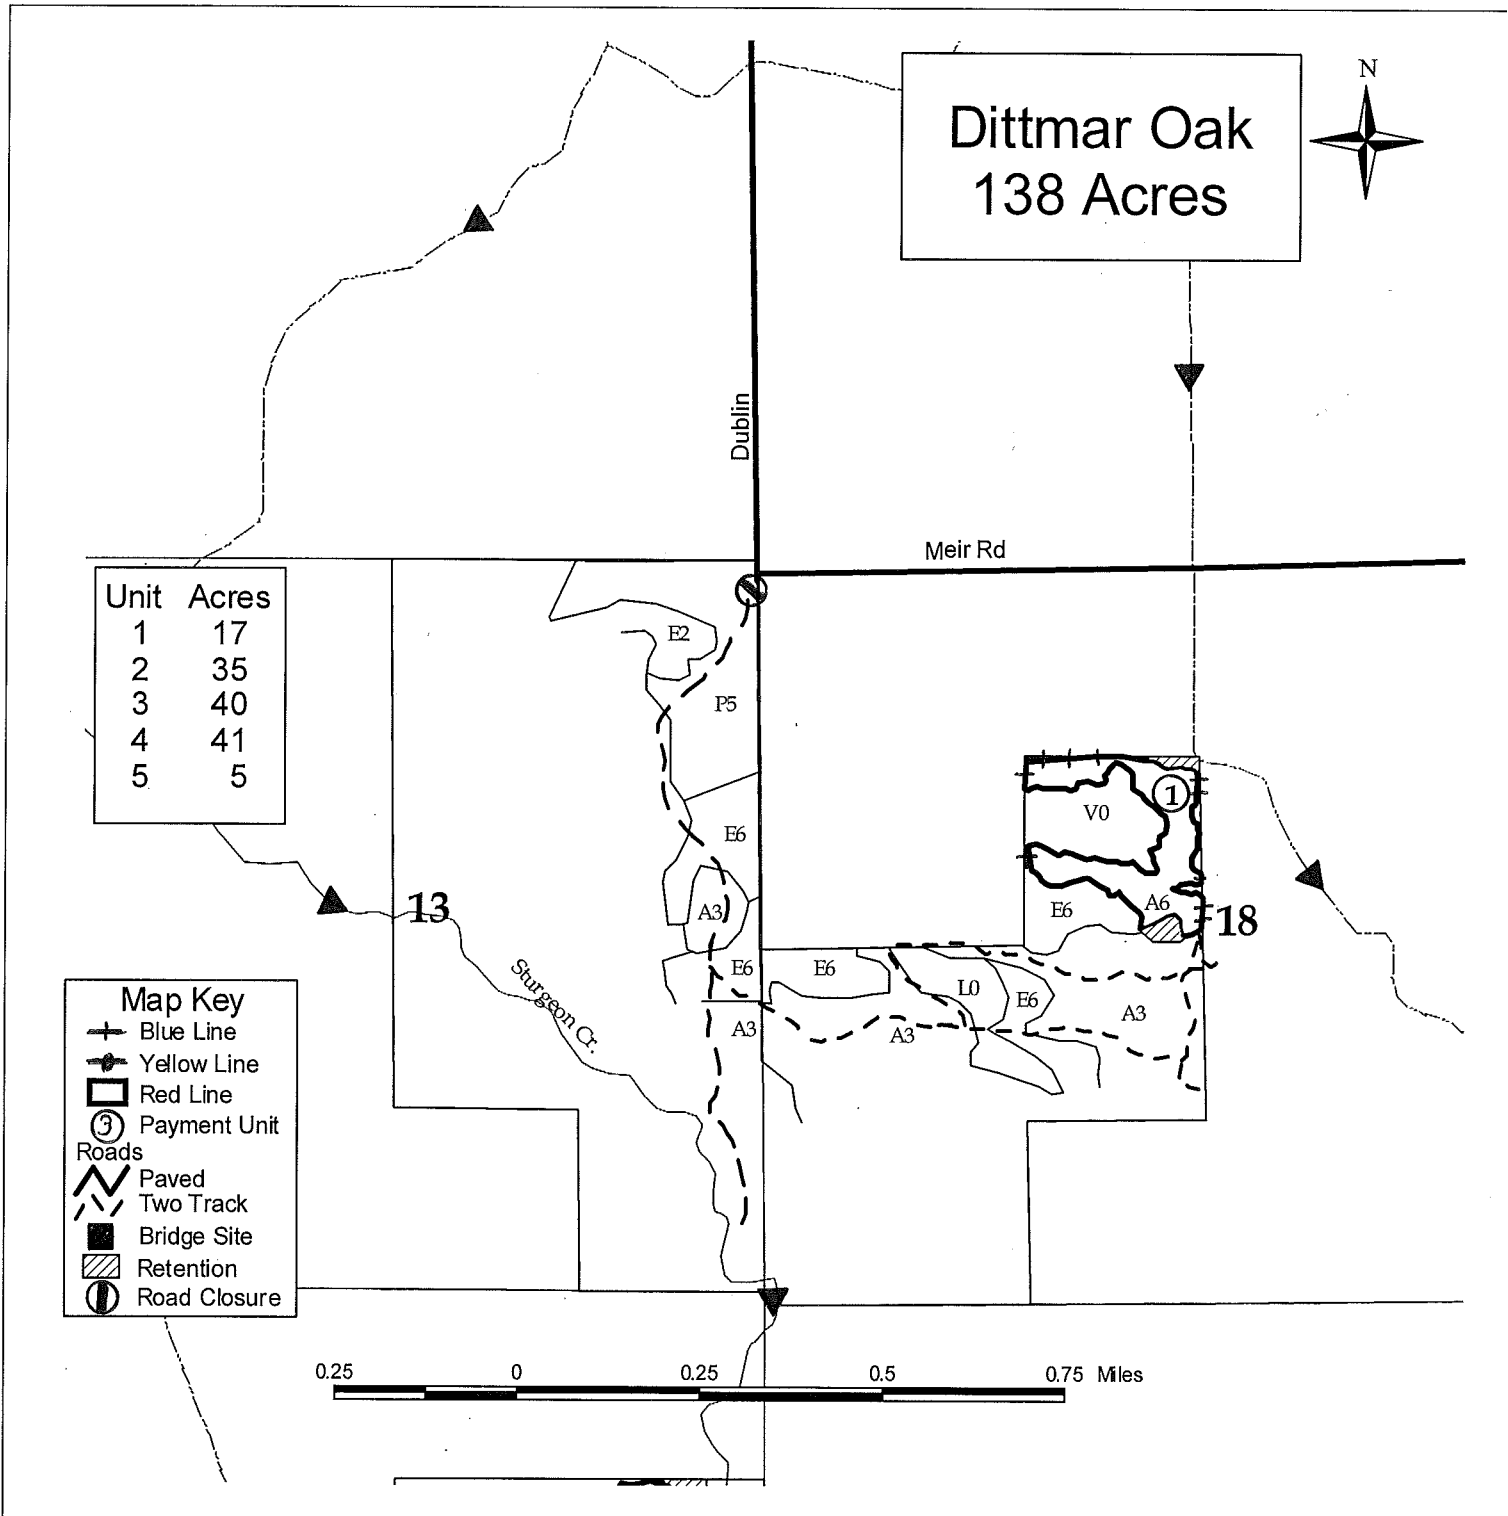 Dittmar Oak
138 Acres
N
Dublin
Meir Rd
Unit Acres
1 17
2 35
3 40
4 41
5 5
E2
P5
E6
A3
E6
E6
A3
A3
L0
E6
A3
V0
1
E6
A6
13
18
Sturgeon Cr.
Map Key
Blue Line
Yellow Line
Red Line
3 Payment Unit
Roads
Paved
Two Track
Bridge Site
Retention
Road Closure
0.25 0 0.25 0.5 0.75 Miles